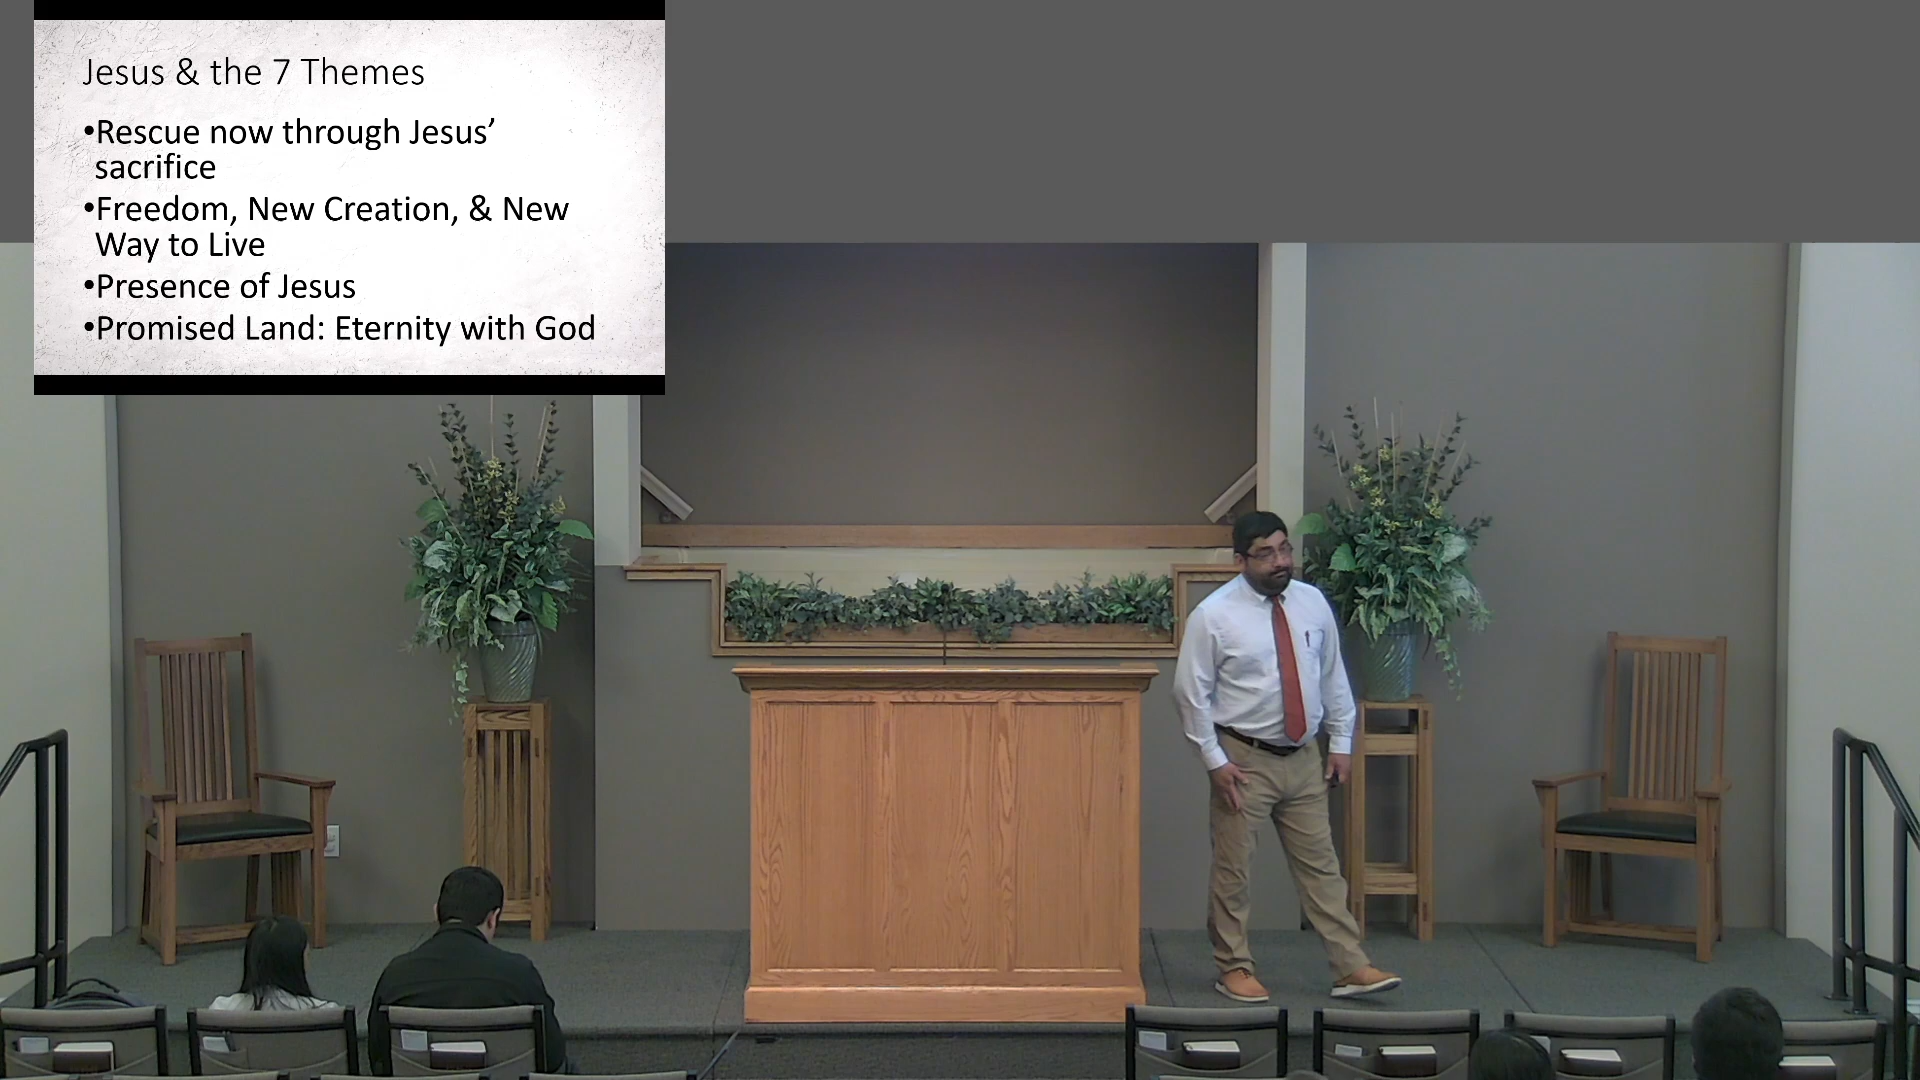 Jesus & the 7 Themes
•Rescue now through Jesus’
sacrifice
•Freedom, New Creation, & New
Way to Live
•Presence of Jesus
•Promised Land: Eternity with God